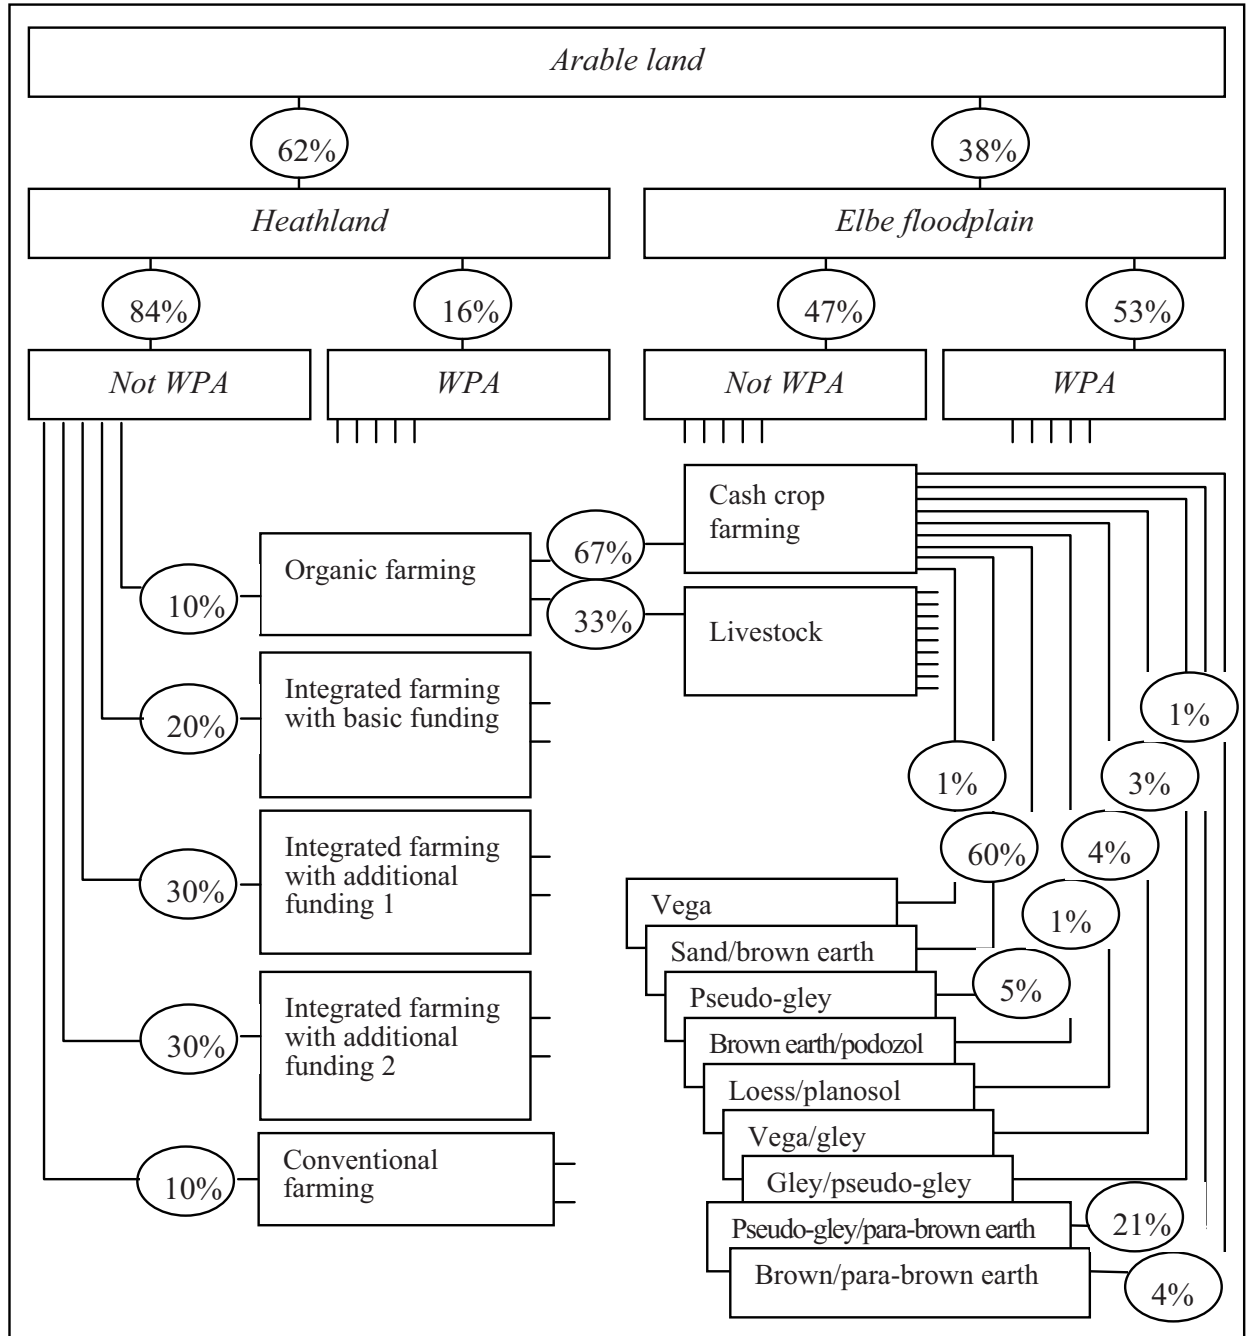 Arable land
62%
38%
Heathland
Elbe floodplain
84%
16%
47%
53%
Not WPA
WPA
Not WPA
WPA
Cash crop
farming
67%
Organic farming
10%
33%
Livestock
Integrated farming
with basic funding
20%
1%
1%
3%
Integrated farming
with additional
funding 1
30%
60%
4%
Vega
1%
Sand/brown earth
Pseudo-gley
5%
Integrated farming
with additional
funding 2
30%
Brown earth/podozol
Loess/planosol
Vega/gley
Conventional
farming
10%
Gley/pseudo-gley
Pseudo-gley/para-brown earth
21%
Brown/para-brown earth
4%